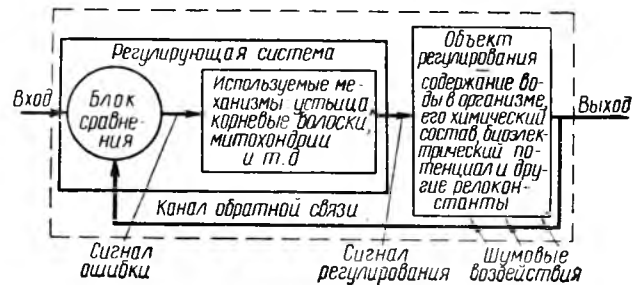 Регулирующая система
Вход
Блок
сравне-
ния
Используемые ме-
ханизмы: устьица,
корневые волоски,
митохондрии
и т.д
Объект
регулирования
содержание во-
ды в организме,
его химический
состав, биоэлек-
трический по-
тенциал и дру-
гие релокон-
станты
Выход
Канал обратной связи
Сигнал
ошибки
Сигнал
регулирования
Шумовые
воздействия